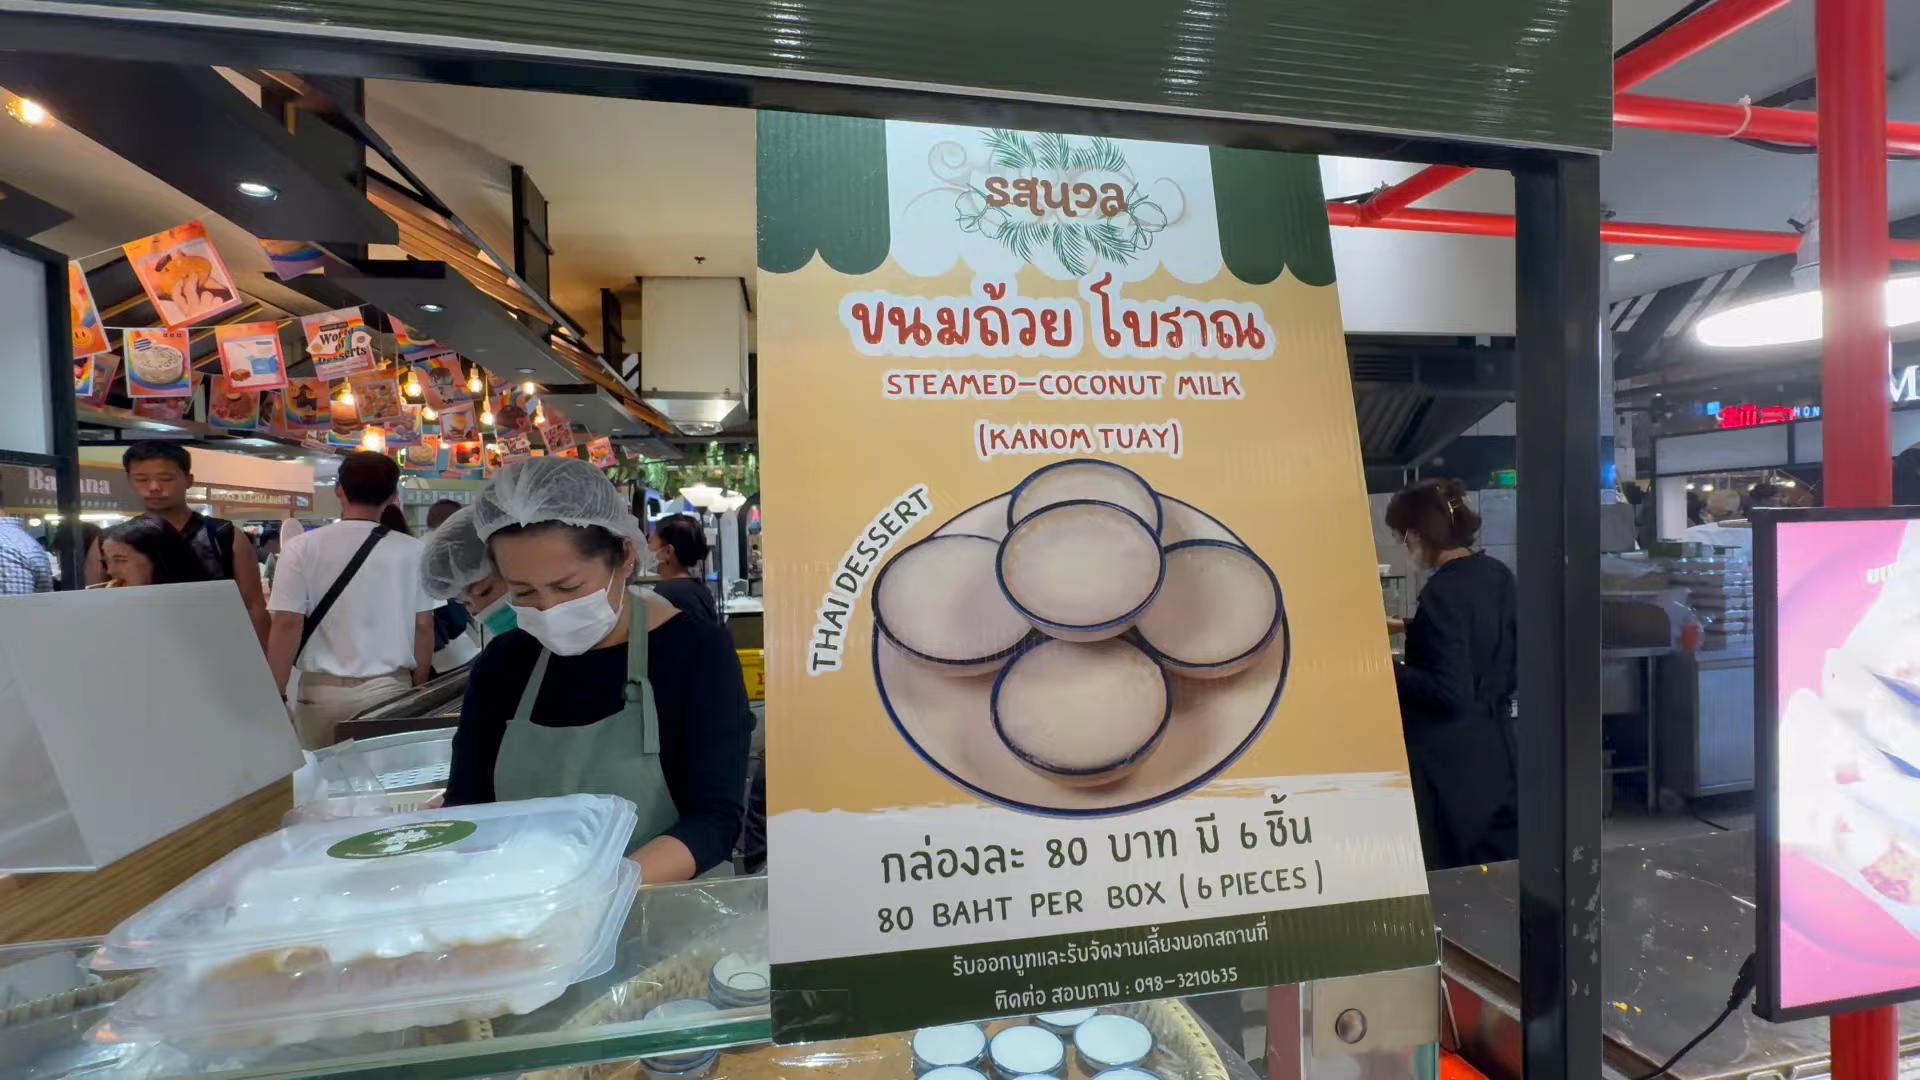 รสนวล
ขนมถ้วย โบราณ
STEAMED-COCONUT MILK
(KANOM TUAY)
THAI DESSERT
กล่องละ 80 บาท มี 6 ชิ้น
80 BAHT PER BOX ( 6 PIECES )
รับออกบูทและรับจัดงานเลี้ยงนอกสถานที่
ติดต่อ สอบถาม : 098-3210635
World
of
Desserts